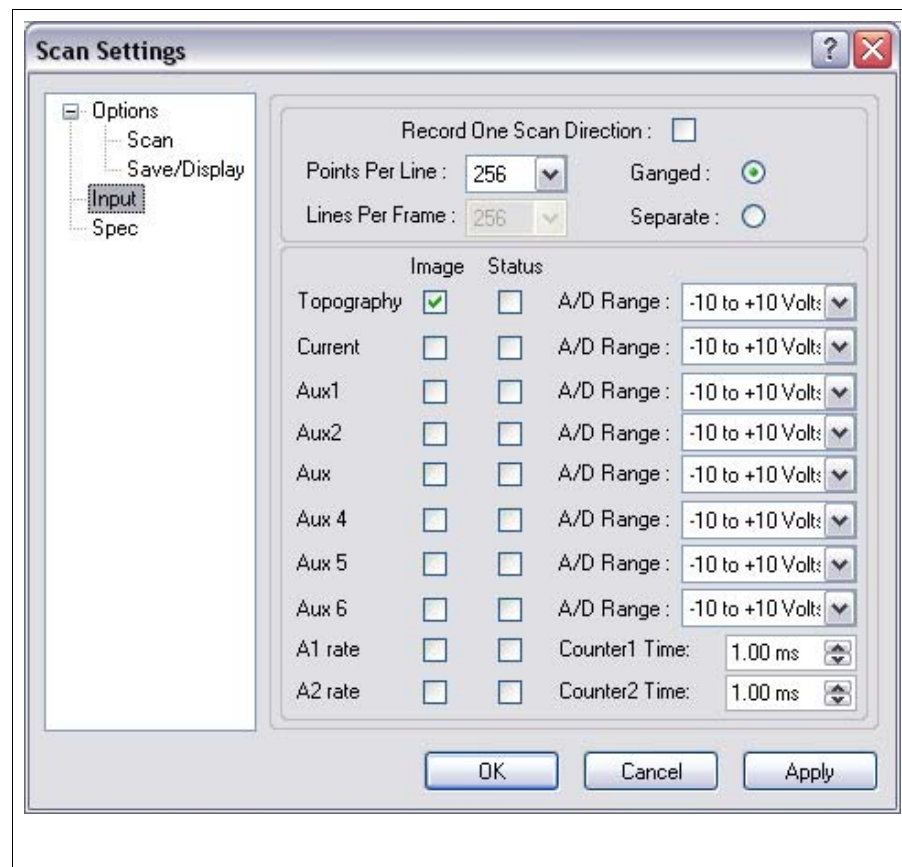 Scan Settings
Options
Scan
Save/Display
Input
Spec
Record One Scan Direction :
Points Per Line : 256 Ganged :
Lines Per Frame : 256 Separate :
Image Status
Topography A/D Range : -10 to +10 Volts
Current A/D Range : -10 to +10 Volts
Aux1 A/D Range : -10 to +10 Volts
Aux2 A/D Range : -10 to +10 Volts
Aux A/D Range : -10 to +10 Volts
Aux 4 A/D Range : -10 to +10 Volts
Aux 5 A/D Range : -10 to +10 Volts
Aux 6 A/D Range : -10 to +10 Volts
A1 rate Counter1 Time: 1.00 ms
A2 rate Counter2 Time: 1.00 ms
OK Cancel Apply